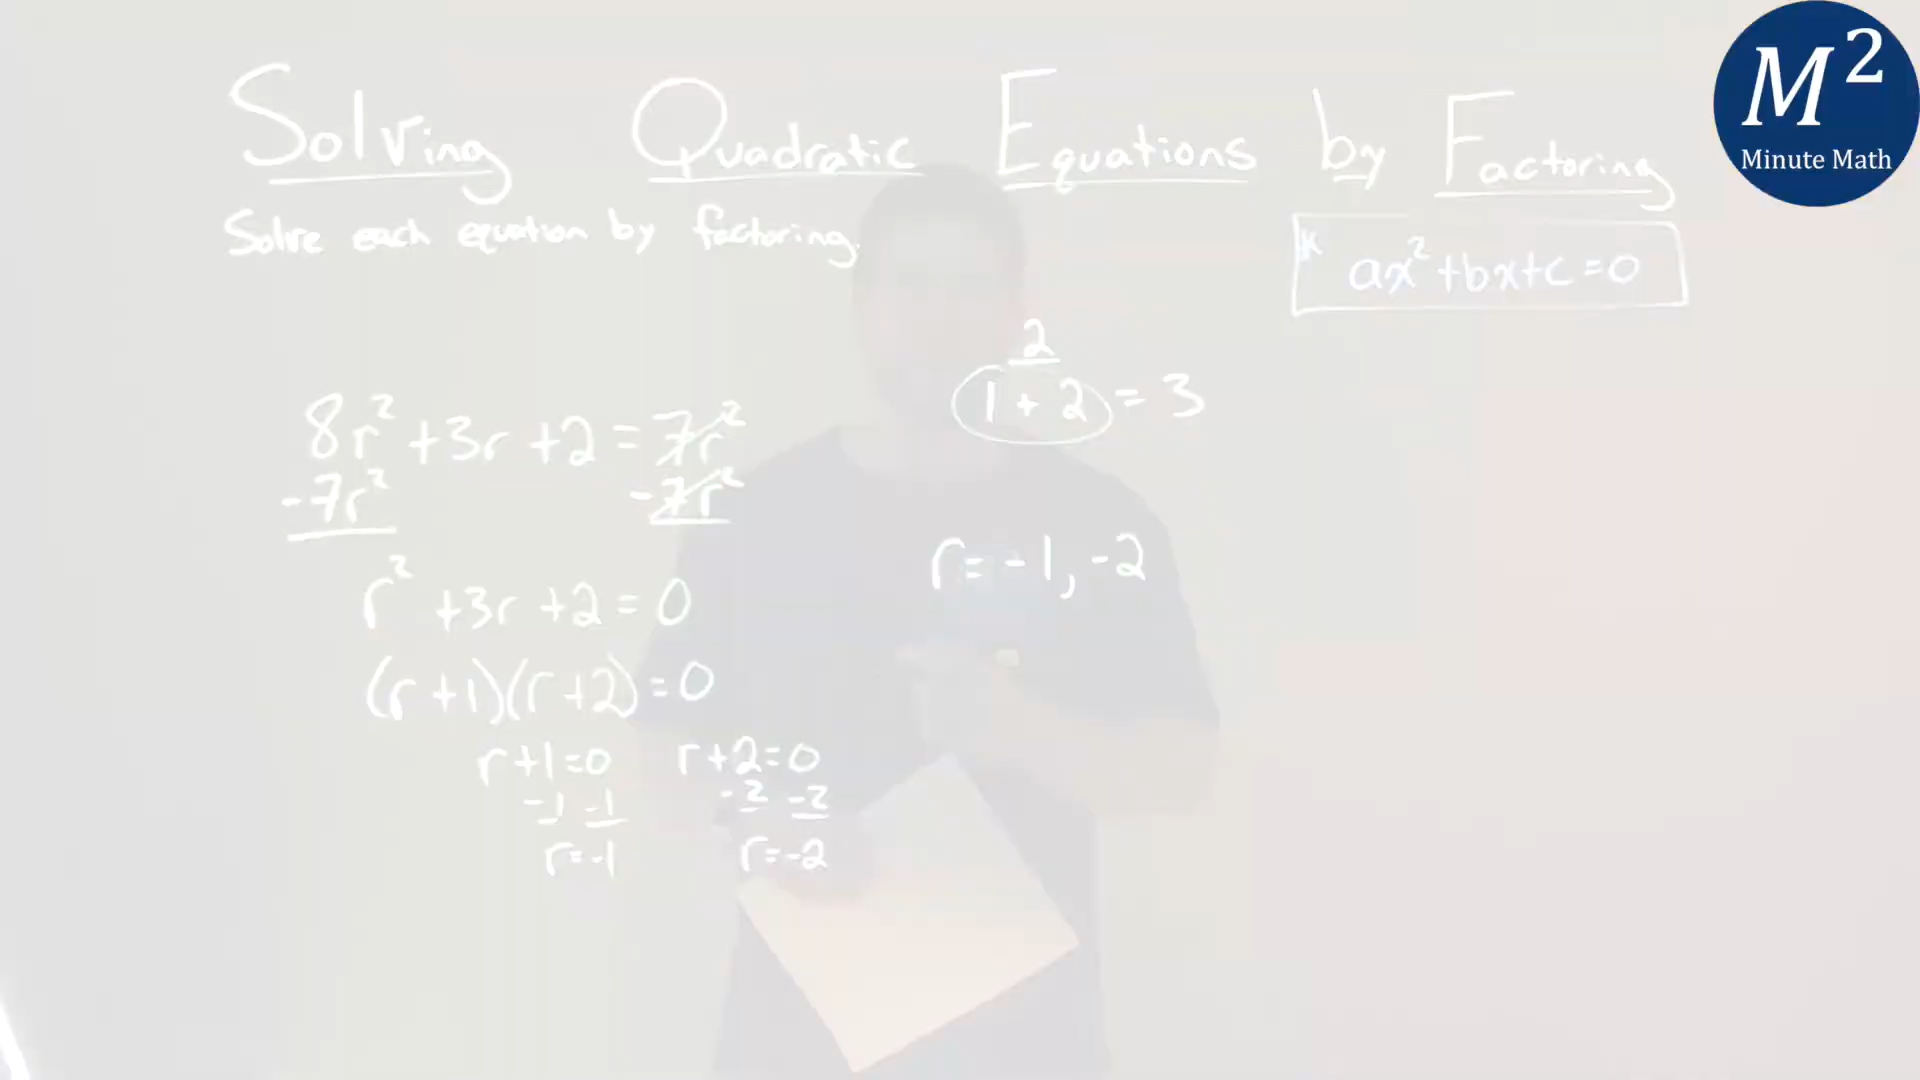 Solving Quadratic Equations by Factoring
M²
Minute Math
Solve each equation by factoring.
ax² + bx + c = 0
2
1 + 2 = 3
8r² + 3r + 2 = 7r²
-7r² -7r²
r = -1, -2
r² + 3r + 2 = 0
(r + 1)(r + 2) = 0
r + 1 = 0 r + 2 = 0
-1 -1 -2 -2
r = -1 r = -2